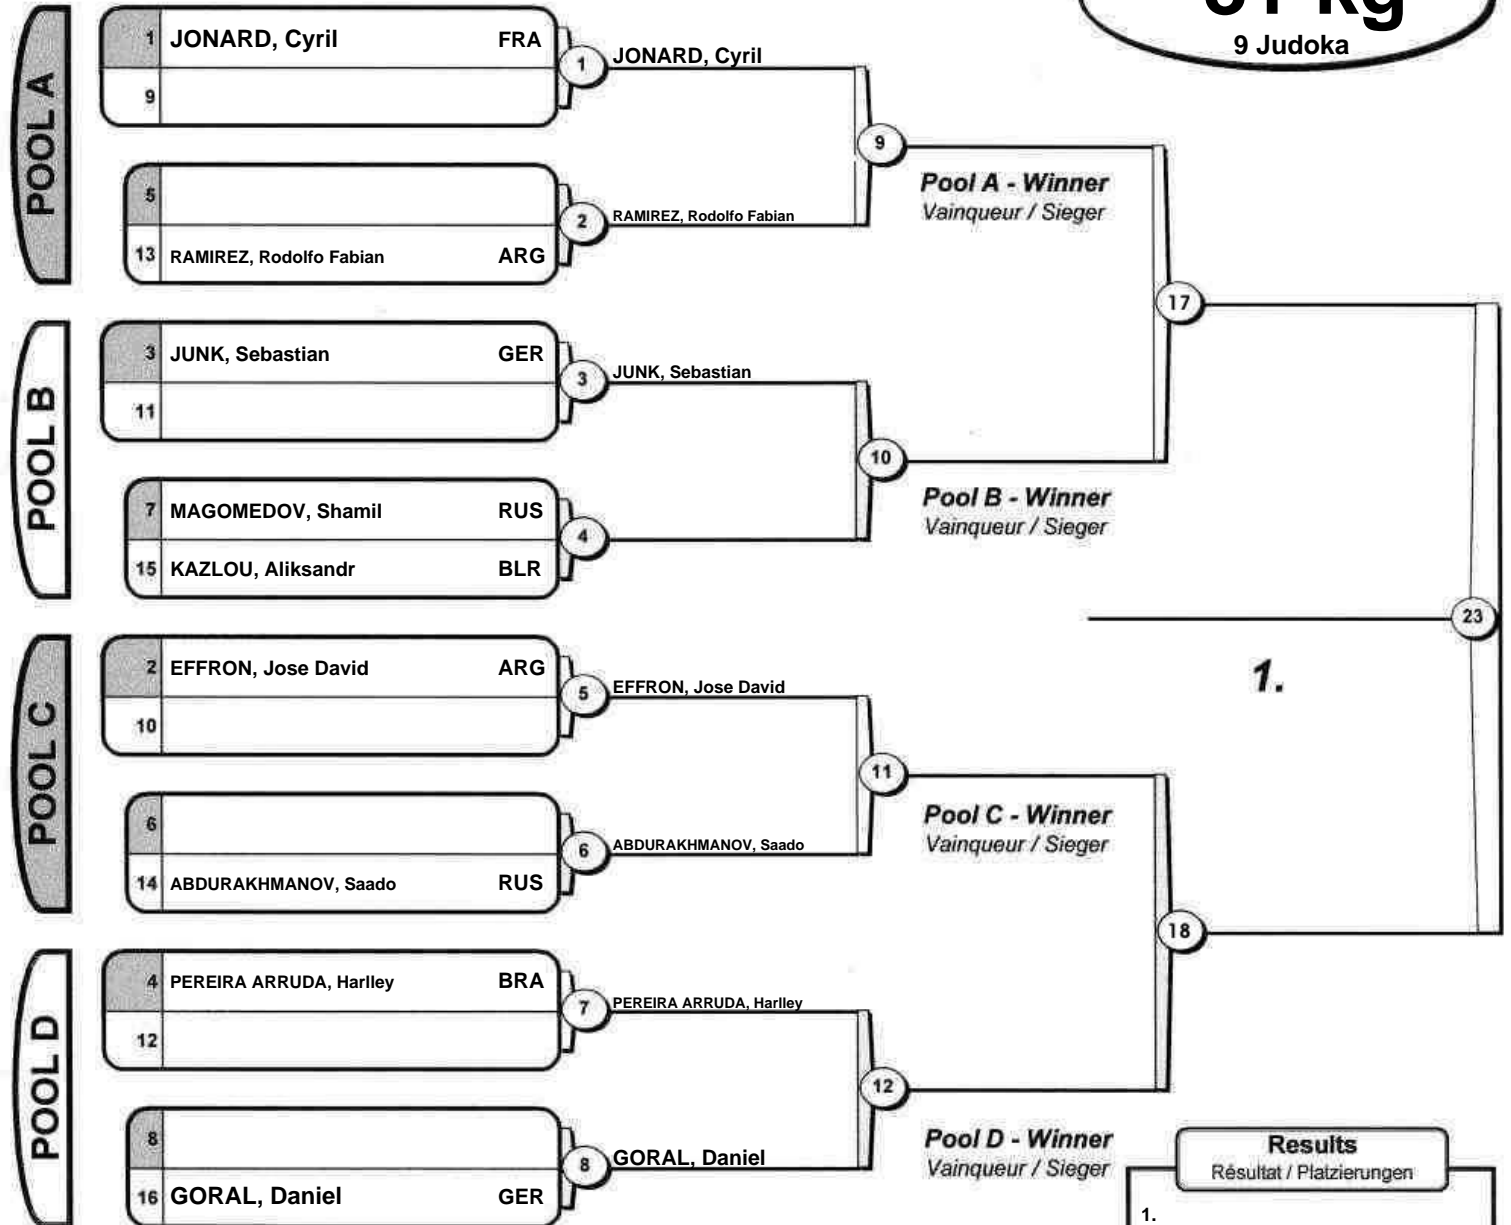 81 kg
9 Judoka
POOL A
1 JONARD, Cyril FRA
9
1 JONARD, Cyril
5
13 RAMIREZ, Rodolfo Fabian ARG
2 RAMIREZ, Rodolfo Fabian
9
Pool A - Winner
Vainqueur / Sieger
POOL B
3 JUNK, Sebastian GER
11
3 JUNK, Sebastian
7 MAGOMEDOV, Shamil RUS
15 KAZLOU, Aliksandr BLR
4
10
Pool B - Winner
Vainqueur / Sieger
17
POOL C
2 EFFRON, Jose David ARG
10
5 EFFRON, Jose David
6
14 ABDURAKHMANOV, Saado RUS
6 ABDURAKHMANOV, Saado
11
Pool C - Winner
Vainqueur / Sieger
23
1.
POOL D
4 PEREIRA ARRUDA, Harlley BRA
12
7 PEREIRA ARRUDA, Harlley
8
16 GORAL, Daniel GER
8 GORAL, Daniel
12
Pool D - Winner
Vainqueur / Sieger
18
Results
Résultat / Platzierungen
1.